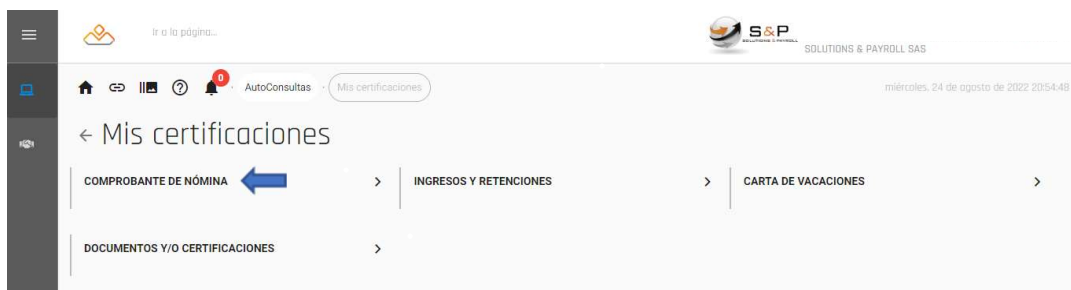 Ir a la página...
S&P
SOLUTIONS & PAYROLL SAS
0
AutoConsultas
Mis certificaciones
miércoles, 24 de agosto de 2022 20:54:48
← Mis certificaciones
COMPROBANTE DE NÓMINA
INGRESOS Y RETENCIONES
CARTA DE VACACIONES
DOCUMENTOS Y/O CERTIFICACIONES